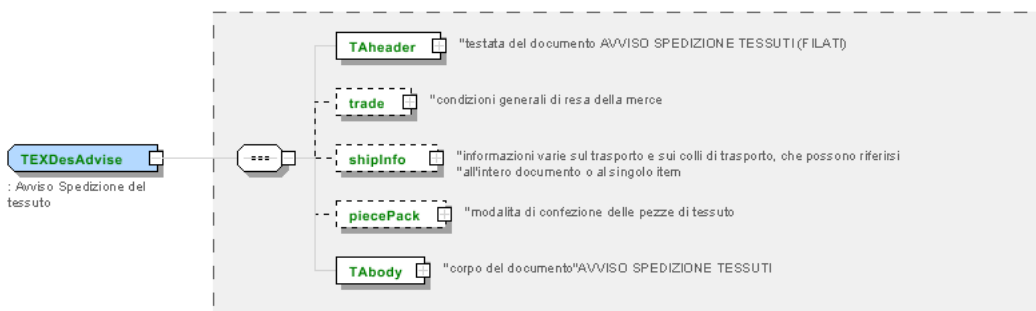 TAheader
"testata del documento AVVISO SPEDIZIONE TESSUTI (FILATI)
trade
"condizioni generali di resa della merce
TEXDesAdvise
: Avviso Spedizione del
tessuto
shipInfo
"informazioni varie sul trasporto e sui colli di trasporto, che possono riferirsi
"all'intero documento o al singolo item
piecePack
"modalita di confezione delle pezze di tessuto
TAbody
"corpo del documento"AVVISO SPEDIZIONE TESSUTI